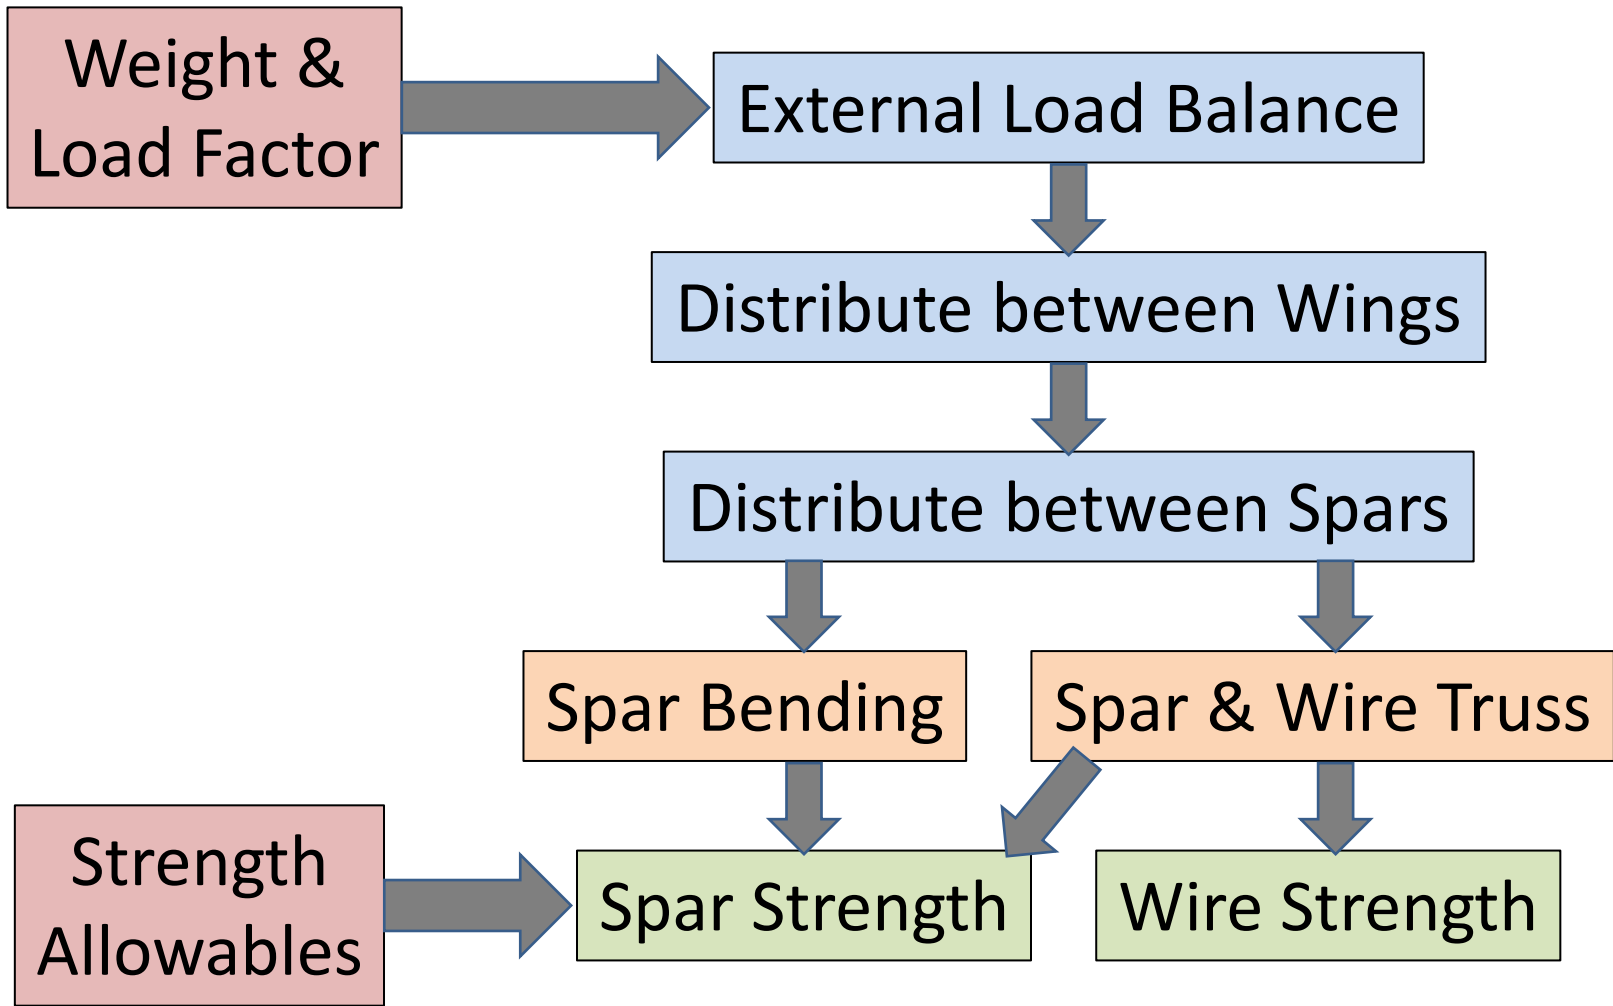 Weight &
Load Factor
External Load Balance
Distribute between Wings
Distribute between Spars
Spar Bending
Spar & Wire Truss
Strength
Allowables
Spar Strength
Wire Strength